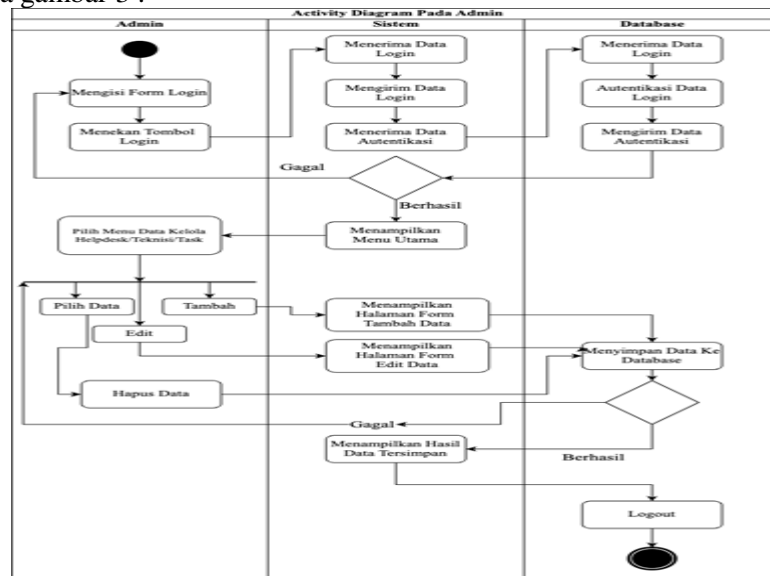 a gambar 3 .
Activity Diagram Pada Admin
Admin
Sistem
Database
Mengisi Form Login
Menekan Tombol
Login
Menerima Data
Login
Mengirim Data
Login
Menerima Data
Autentikasi
Menerima Data
Login
Autentikasi Data
Login
Mengirim Data
Autentikasi
Gagal
Berhasil
Menampilkan
Menu Utama
Pilih Menu Data Kelola
Helpdesk/Teknisi/Task
Pilih Data
Edit
Tambah
Menampilkan
Halaman Form
Tambah Data
Menampilkan
Halaman Form
Edit Data
Menyimpan Data Ke
Database
Hapus Data
Gagal
Menampilkan Hasil
Data Tersimpan
Berhasil
Logout